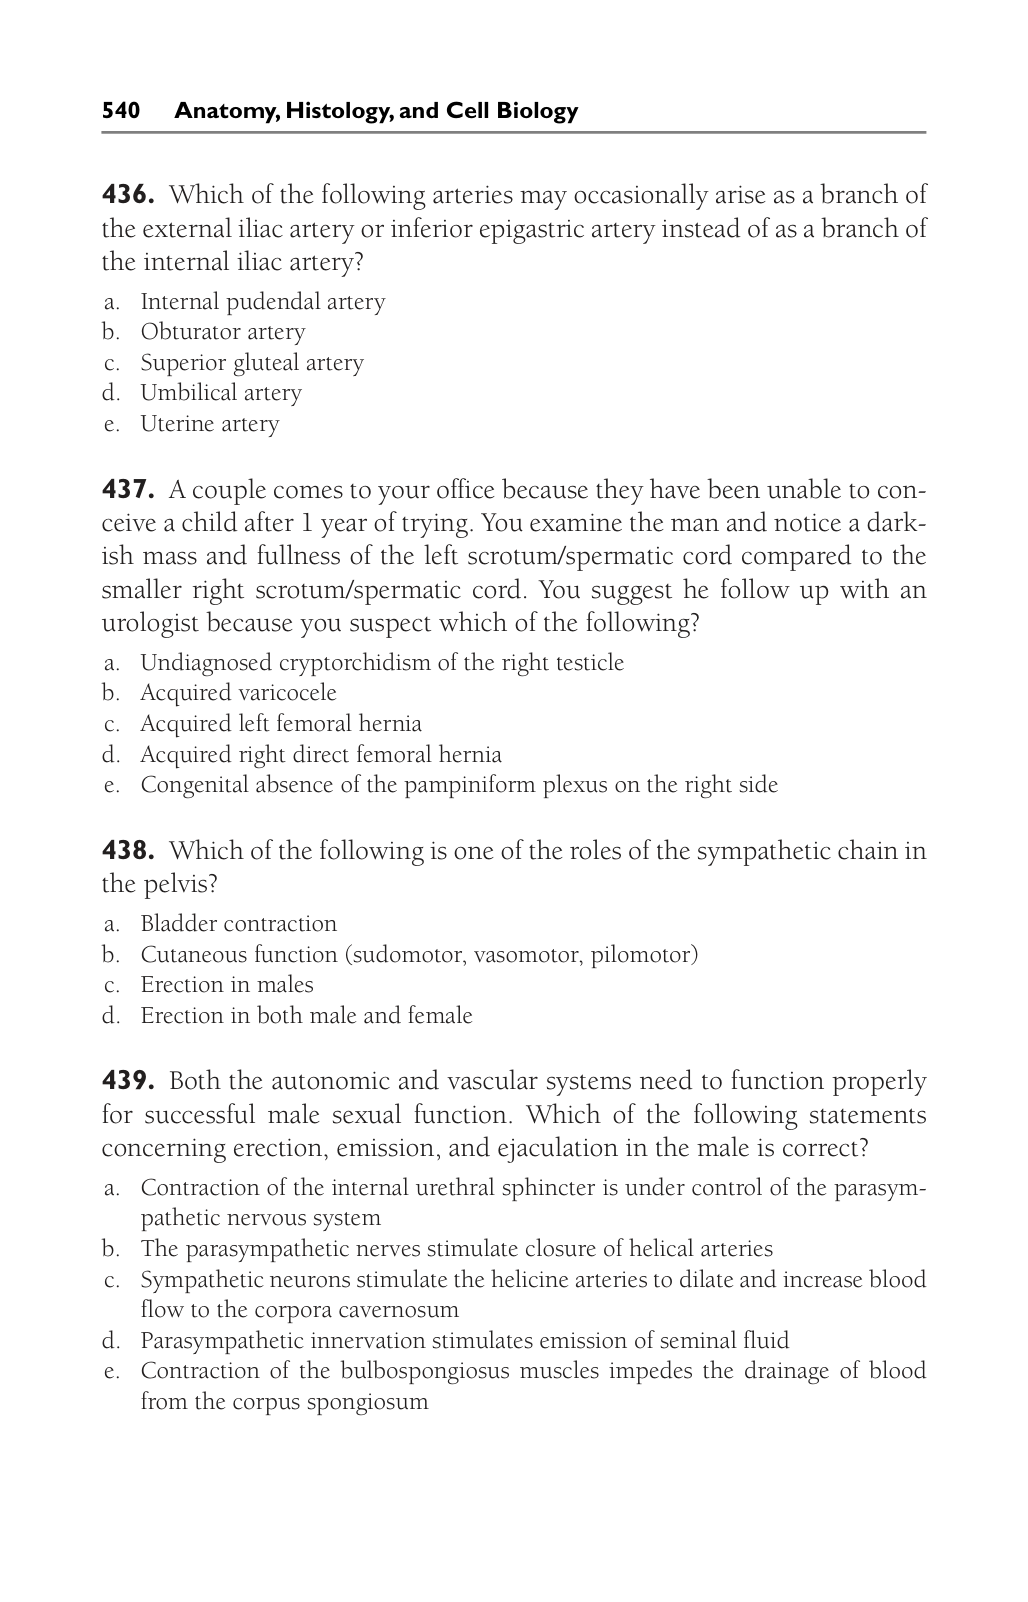 540 Anatomy, Histology, and Cell Biology
436. Which of the following arteries may occasionally arise as a branch of
the external iliac artery or inferior epigastric artery instead of as a branch of
the internal iliac artery?
a. Internal pudendal artery
b. Obturator artery
c. Superior gluteal artery
d. Umbilical artery
e. Uterine artery
437. A couple comes to your office because they have been unable to con-
ceive a child after 1 year of trying. You examine the man and notice a dark-
ish mass and fullness of the left scrotum/spermatic cord compared to the
smaller right scrotum/spermatic cord. You suggest he follow up with an
urologist because you suspect which of the following?
a. Undiagnosed cryptorchidism of the right testicle
b. Acquired varicocele
c. Acquired left femoral hernia
d. Acquired right direct femoral hernia
e. Congenital absence of the pampiniform plexus on the right side
438. Which of the following is one of the roles of the sympathetic chain in
the pelvis?
a. Bladder contraction
b. Cutaneous function (sudomotor, vasomotor, pilomotor)
c. Erection in males
d. Erection in both male and female
439. Both the autonomic and vascular systems need to function properly
for successful male sexual function. Which of the following statements
concerning erection, emission, and ejaculation in the male is correct?
a. Contraction of the internal urethral sphincter is under control of the parasym-
pathetic nervous system
b. The parasympathetic nerves stimulate closure of helical arteries
c. Sympathetic neurons stimulate the helicine arteries to dilate and increase blood
flow to the corpora cavernosum
d. Parasympathetic innervation stimulates emission of seminal fluid
e. Contraction of the bulbospongiosus muscles impedes the drainage of blood
from the corpus spongiosum